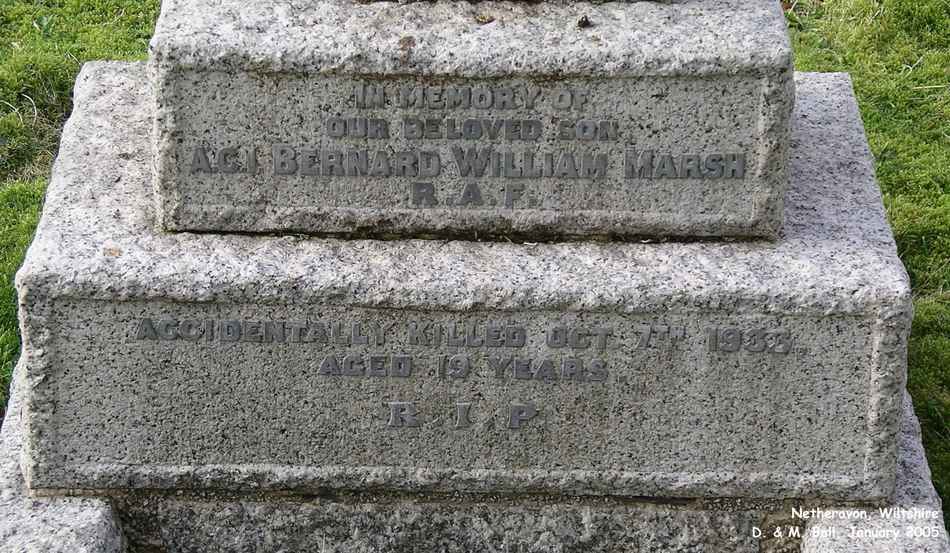 IN MEMORY OF
OUR BELOVED SON
A.C.1 BERNARD WILLIAM MARSH
R.A.F.
ACCIDENTALLY KILLED OCT 7TH 1933.
AGED 19 YEARS
R.I.P
Netheravon, Wiltshire
D. & M. Ball, January 2005